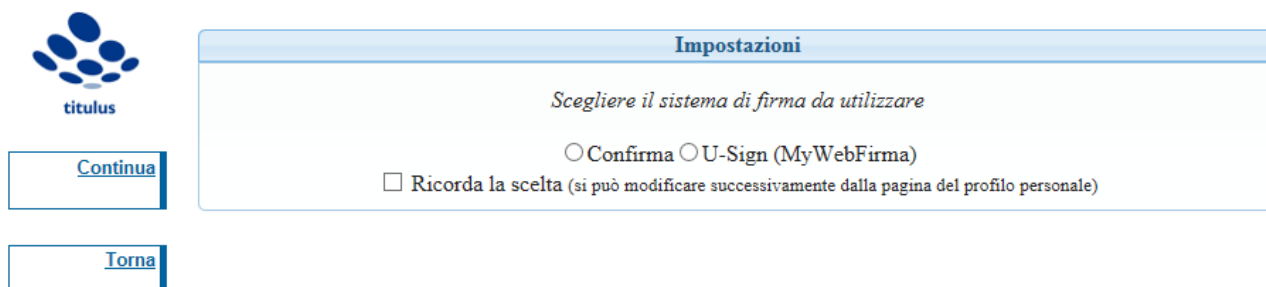 titulus
Continua
Torna
Impostazioni
Scegliere il sistema di firma da utilizzare
Confirma U-Sign (MyWebFirma)
Ricorda la scelta (si può modificare successivamente dalla pagina del profilo personale)